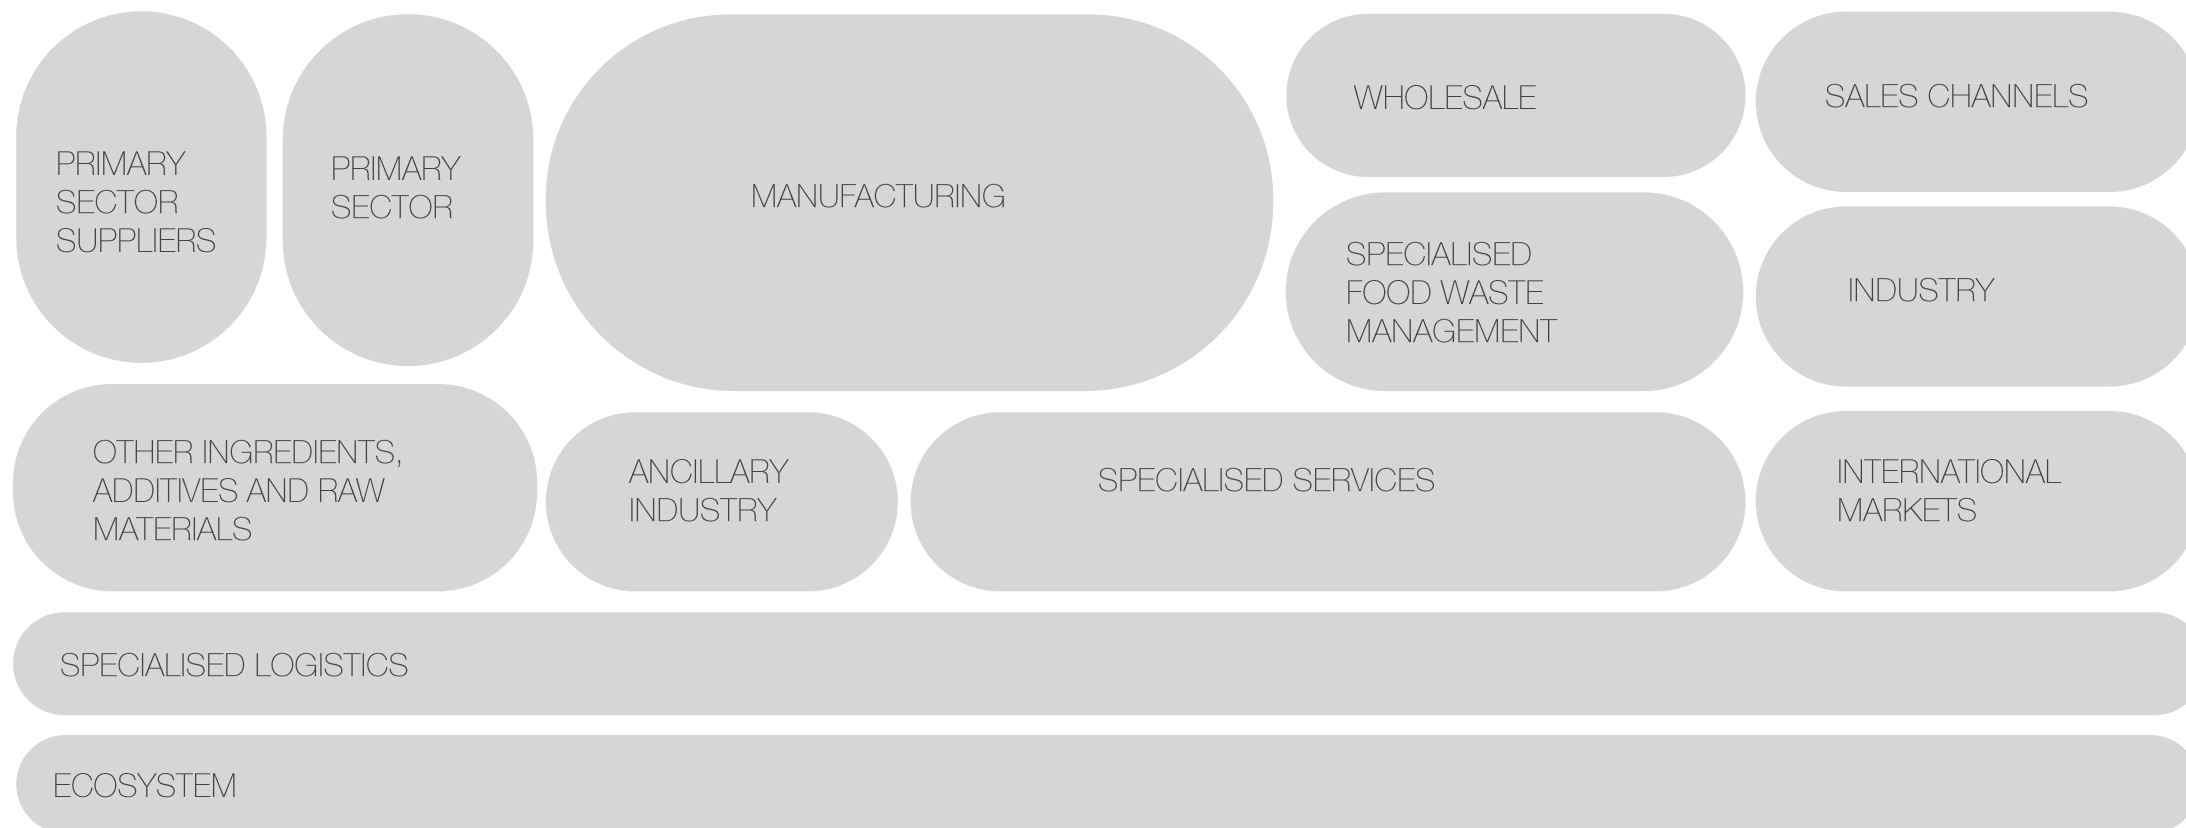 PRIMARY
SECTOR
SUPPLIERS
PRIMARY
SECTOR
MANUFACTURING
WHOLESALE
SALES CHANNELS
SPECIALISED
FOOD WASTE
MANAGEMENT
INDUSTRY
OTHER INGREDIENTS,
ADDITIVES AND RAW
MATERIALS
ANCILLARY
INDUSTRY
SPECIALISED SERVICES
INTERNATIONAL
MARKETS
SPECIALISED LOGISTICS
ECOSYSTEM